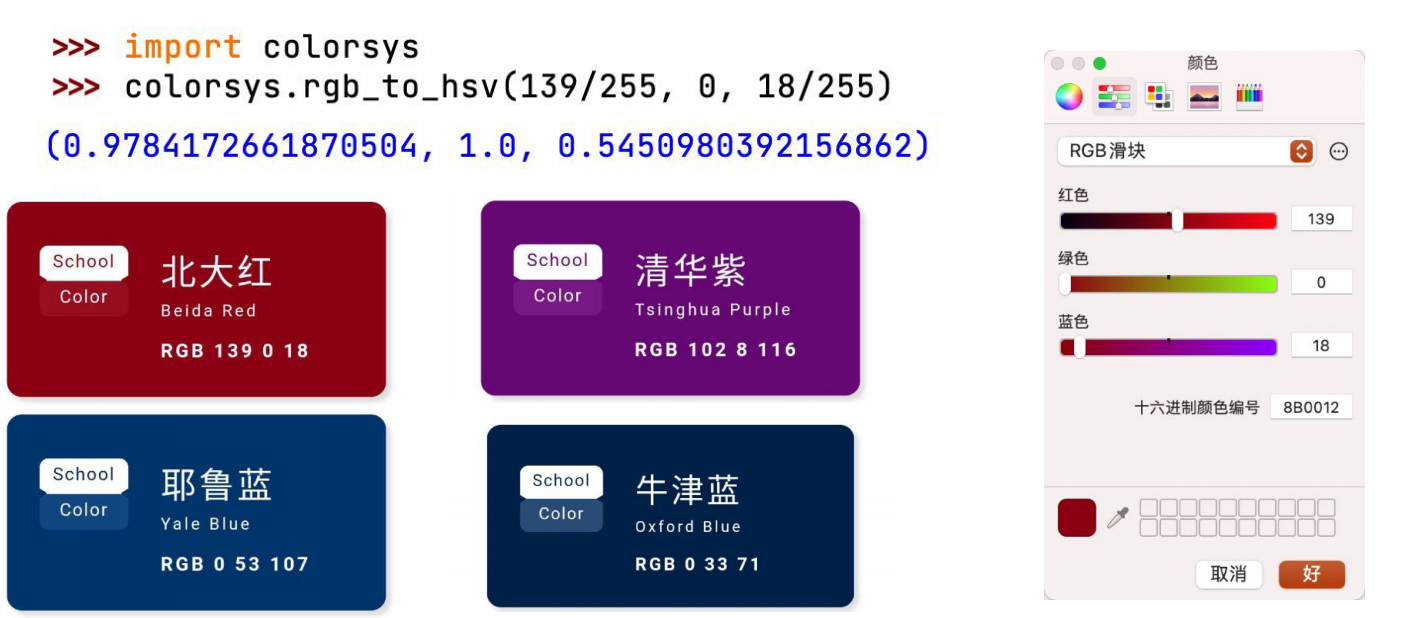 >>> import colorsys
>>> colorsys.rgb_to_hsv(139/255, 0, 18/255)
(0.9784172661870504, 1.0, 0.5450980392156862)
School
Color
北大红
Beida Red
RGB 139 0 18
School
Color
清华紫
Tsinghua Purple
RGB 102 8 116
School
Color
耶鲁蓝
Yale Blue
RGB 0 53 107
School
Color
牛津蓝
Oxford Blue
RGB 0 33 71
颜色
RGB滑块
红色
139
绿色
0
蓝色
18
十六进制颜色编号 8B0012
取消 好